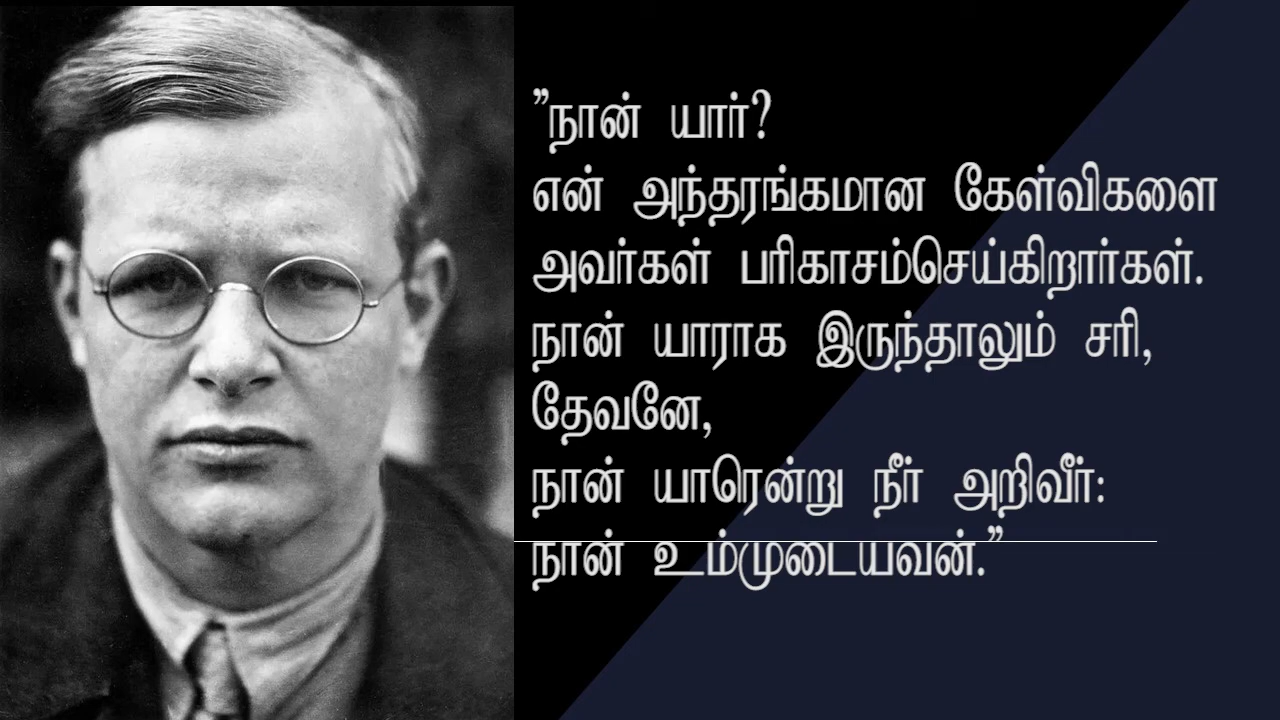 ”நான் யார்?
என் அந்தரங்கமான கேள்விகளை
அவர்கள் பரிகாசம்செய்கிறார்கள்.
நான் யாராக இருந்தாலும் சரி,
தேவனே,
நான் யாரென்று நீர் அறிவீர்:
நான் உம்முடையவன்.”